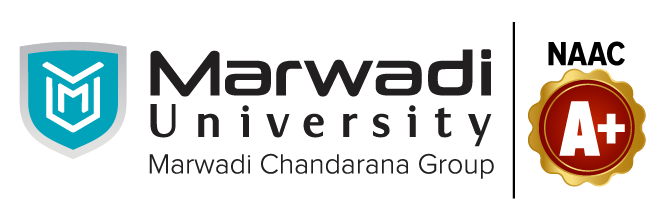 Marwadi
University
Marwadi Chandarana Group
NAAC
A+